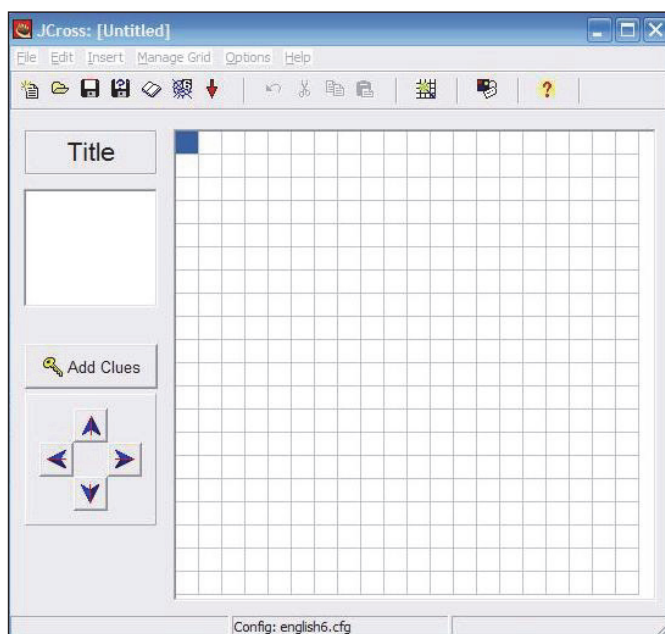 JCross: [Untitled]
File Edit Insert Manage Grid Options Help
?
Title
Add Clues
Config: english6.cfg